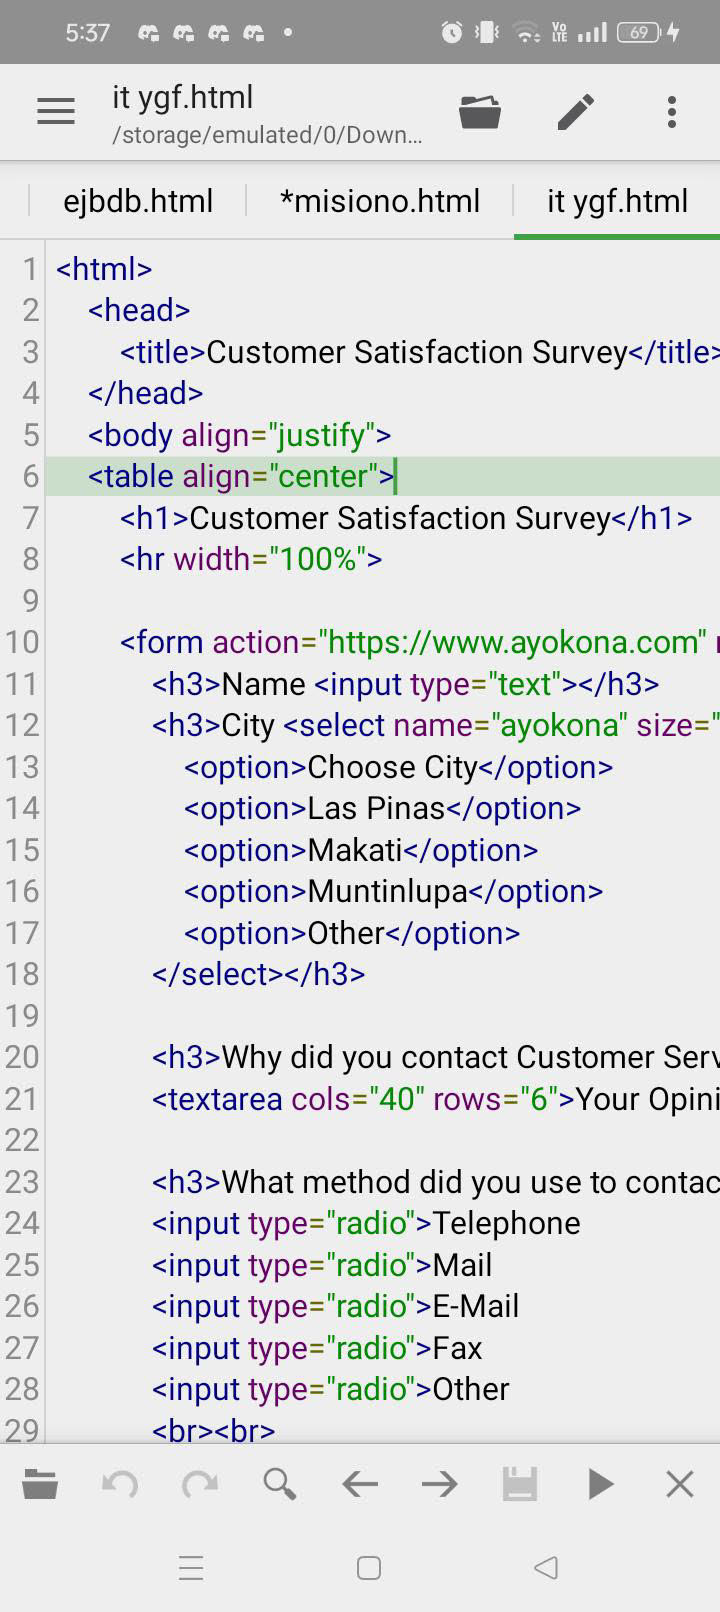 5:37
Vo LTE 69
it ygf.html
/storage/emulated/0/Down...
ejbdb.html *misiono.html it ygf.html
1 <html>
2 <head>
3 <title>Customer Satisfaction Survey</title>
4 </head>
5 <body align="justify">
6 <table align="center">
7 <h1>Customer Satisfaction Survey</h1>
8 <hr width="100%">
9
10 <form action="https://www.ayokona.com"
11 <h3>Name <input type="text"></h3>
12 <h3>City <select name="ayokona" size="
13 <option>Choose City</option>
14 <option>Las Pinas</option>
15 <option>Makati</option>
16 <option>Muntinlupa</option>
17 <option>Other</option>
18 </select></h3>
19
20 <h3>Why did you contact Customer Serv
21 <textarea cols="40" rows="6">Your Opini
22
23 <h3>What method did you use to contac
24 <input type="radio">Telephone
25 <input type="radio">Mail
26 <input type="radio">E-Mail
27 <input type="radio">Fax
28 <input type="radio">Other
29 <br><br>